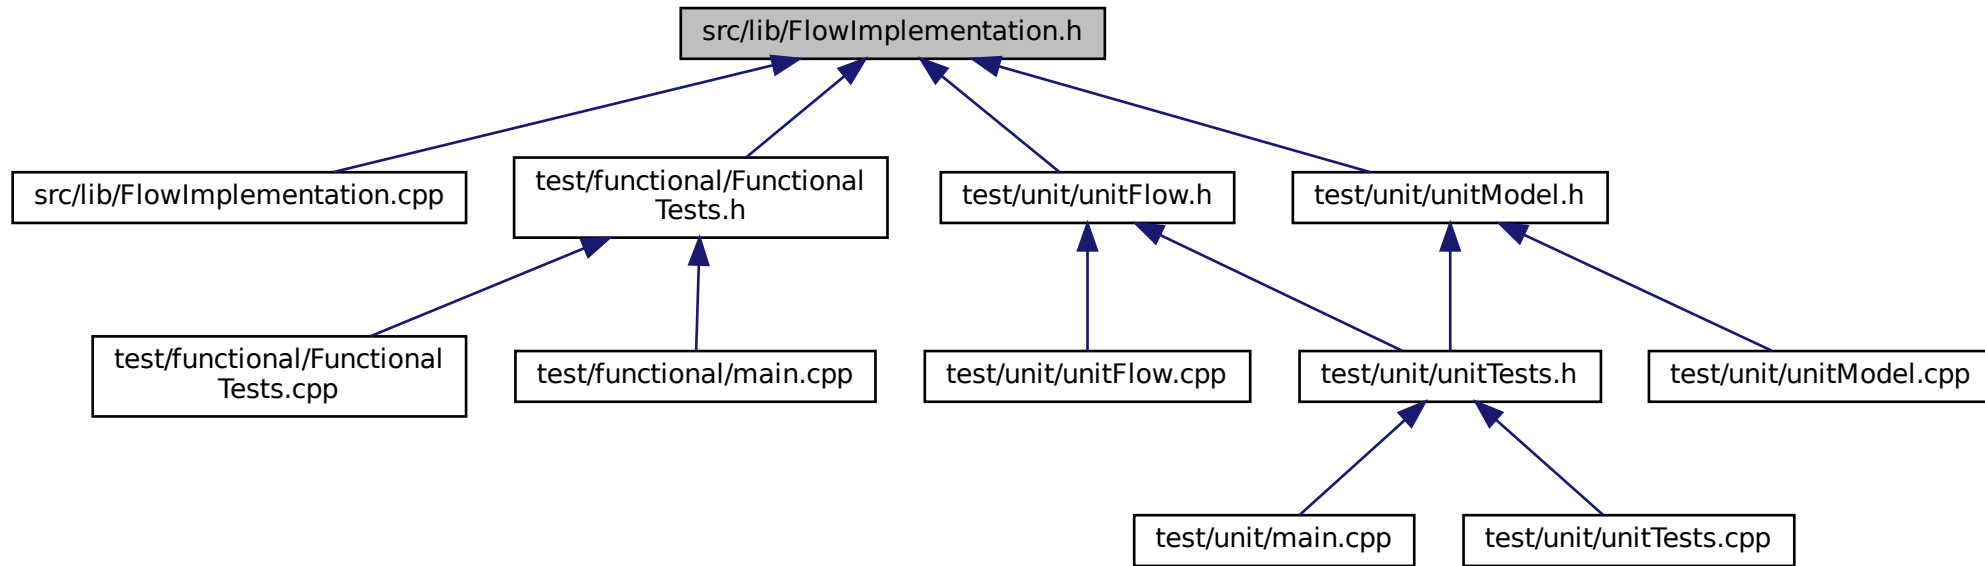 src/lib/FlowImplementation.h
src/lib/FlowImplementation.cpp
test/functional/Functional
Tests.h
test/unit/unitFlow.h
test/unit/unitModel.h
test/functional/Functional
Tests.cpp
test/functional/main.cpp
test/unit/unitFlow.cpp
test/unit/unitTests.h
test/unit/unitModel.cpp
test/unit/main.cpp
test/unit/unitTests.cpp